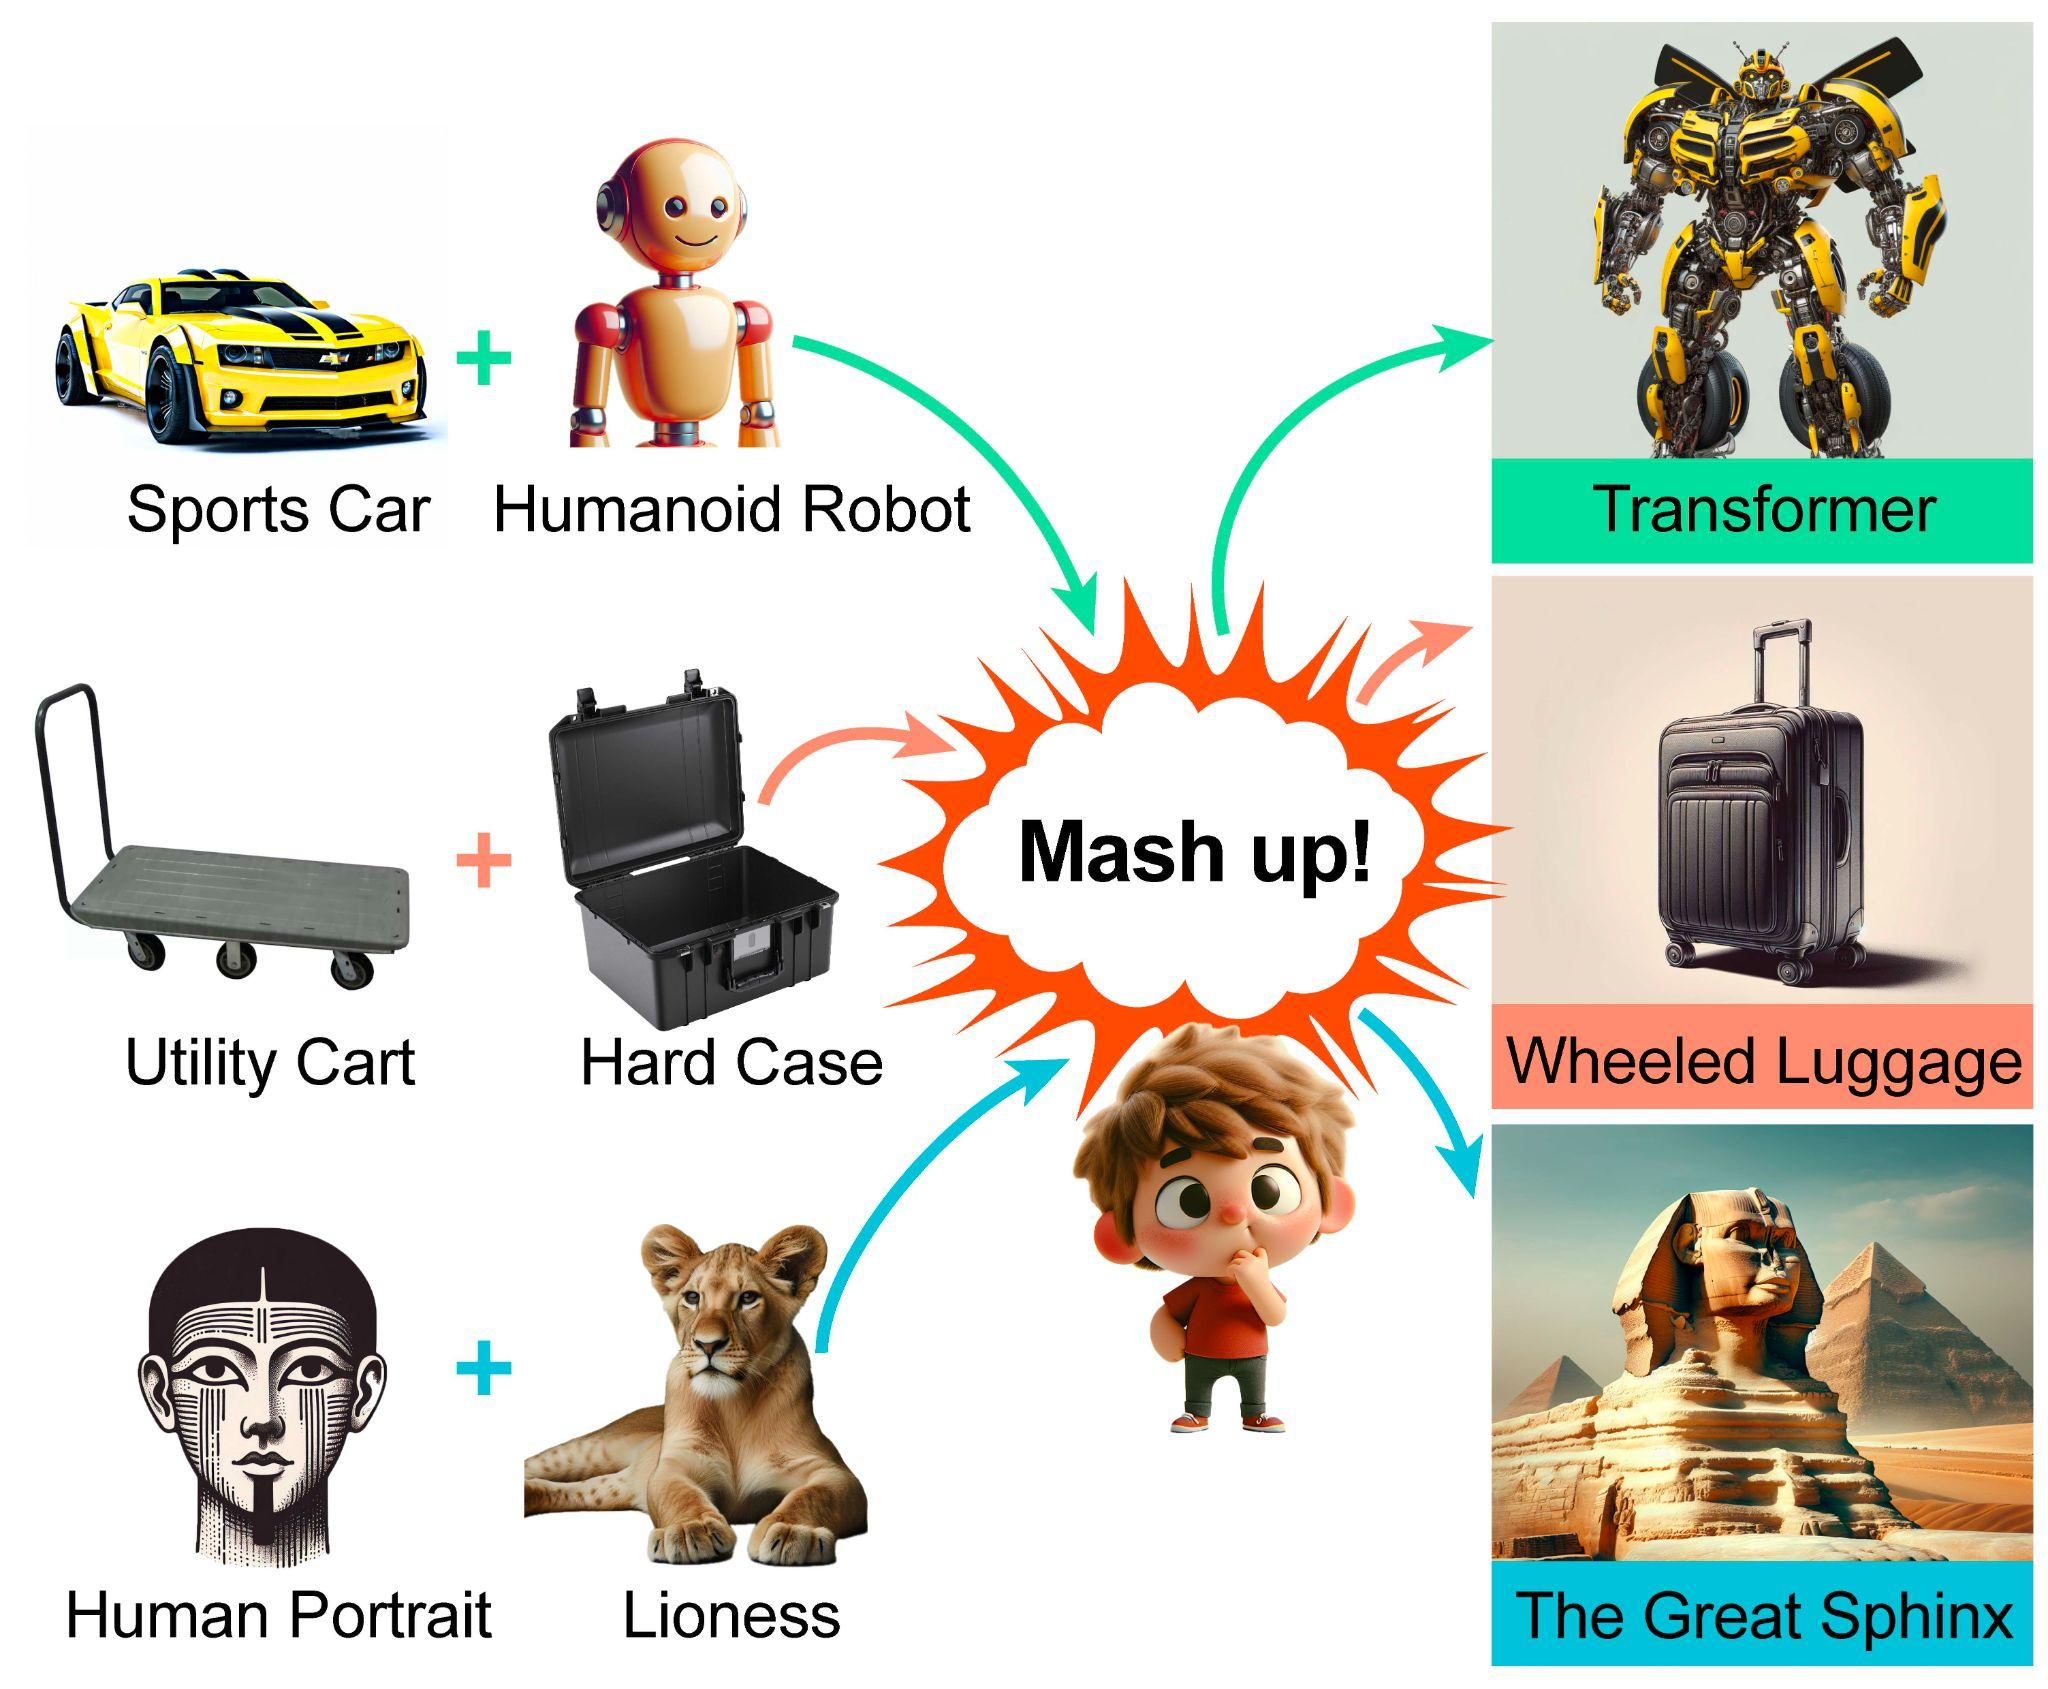 Sports Car
Humanoid Robot
Transformer
Utility Cart
Hard Case
Mash up!
Wheeled Luggage
Human Portrait
Lioness
The Great Sphinx